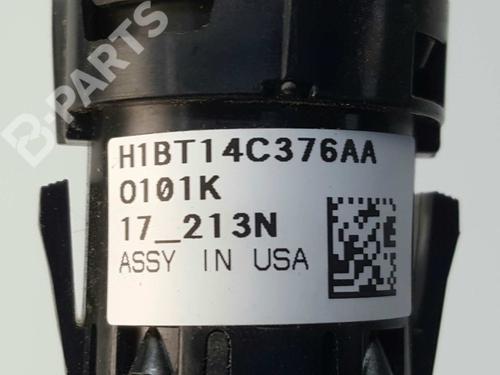 B-PARTS
H1BT14C376AA
0101K
17_213N
ASSY IN USA